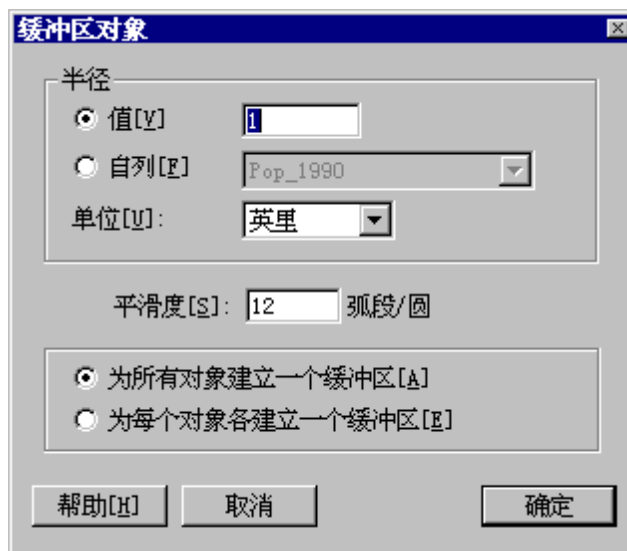 缓冲区对象
半径
值[V] 1
自列[F] Pop_1990
单位[U]: 英里
平滑度[S]: 12 弧段/圆
为所有对象建立一个缓冲区[A]
为每个对象各建立一个缓冲区[E]
帮助[H] 取消 确定